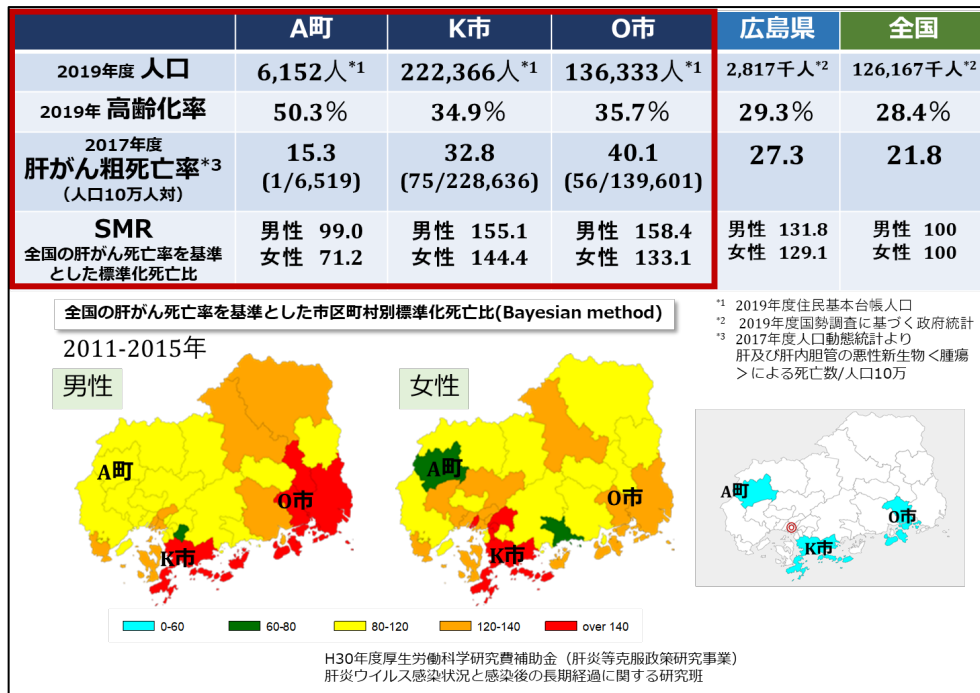 A町 K市 O市 広島県 全国
2019年度 人口 6,152人*1 222,366人*1 136,333人*1 2,817千人*2 126,167千人*2
2019年 高齢化率 50.3% 34.9% 35.7% 29.3% 28.4%
2017年度
肝がん粗死亡率*3
(人口10万人対)
15.3 32.8 40.1 27.3 21.8
(1/6,519) (75/228,636) (56/139,601)
SMR
全国の肝がん死亡率を基準
とした標準化死亡比
男性 99.0 男性 155.1 男性 158.4 男性 131.8 男性 100
女性 71.2 女性 144.4 女性 133.1 女性 129.1 女性 100
全国の肝がん死亡率を基準とした市区町村別標準化死亡比(Bayesian method)
*1 2019年度住民基本台帳人口
*2 2019年度国勢調査に基づく政府統計
*3 2017年度人口動態統計より
肝及び肝内胆管の悪性新生物<腫瘍
>による死亡数/人口10万
2011-2015年
男性
A町
O市
K市
女性
A町
O市
K市
A町
O市
K市
0-60 60-80 80-120 120-140 over 140
H30年度厚生労働科学研究費補助金(肝炎等克服政策研究事業)
肝炎ウイルス感染状況と感染後の長期経過に関する研究班